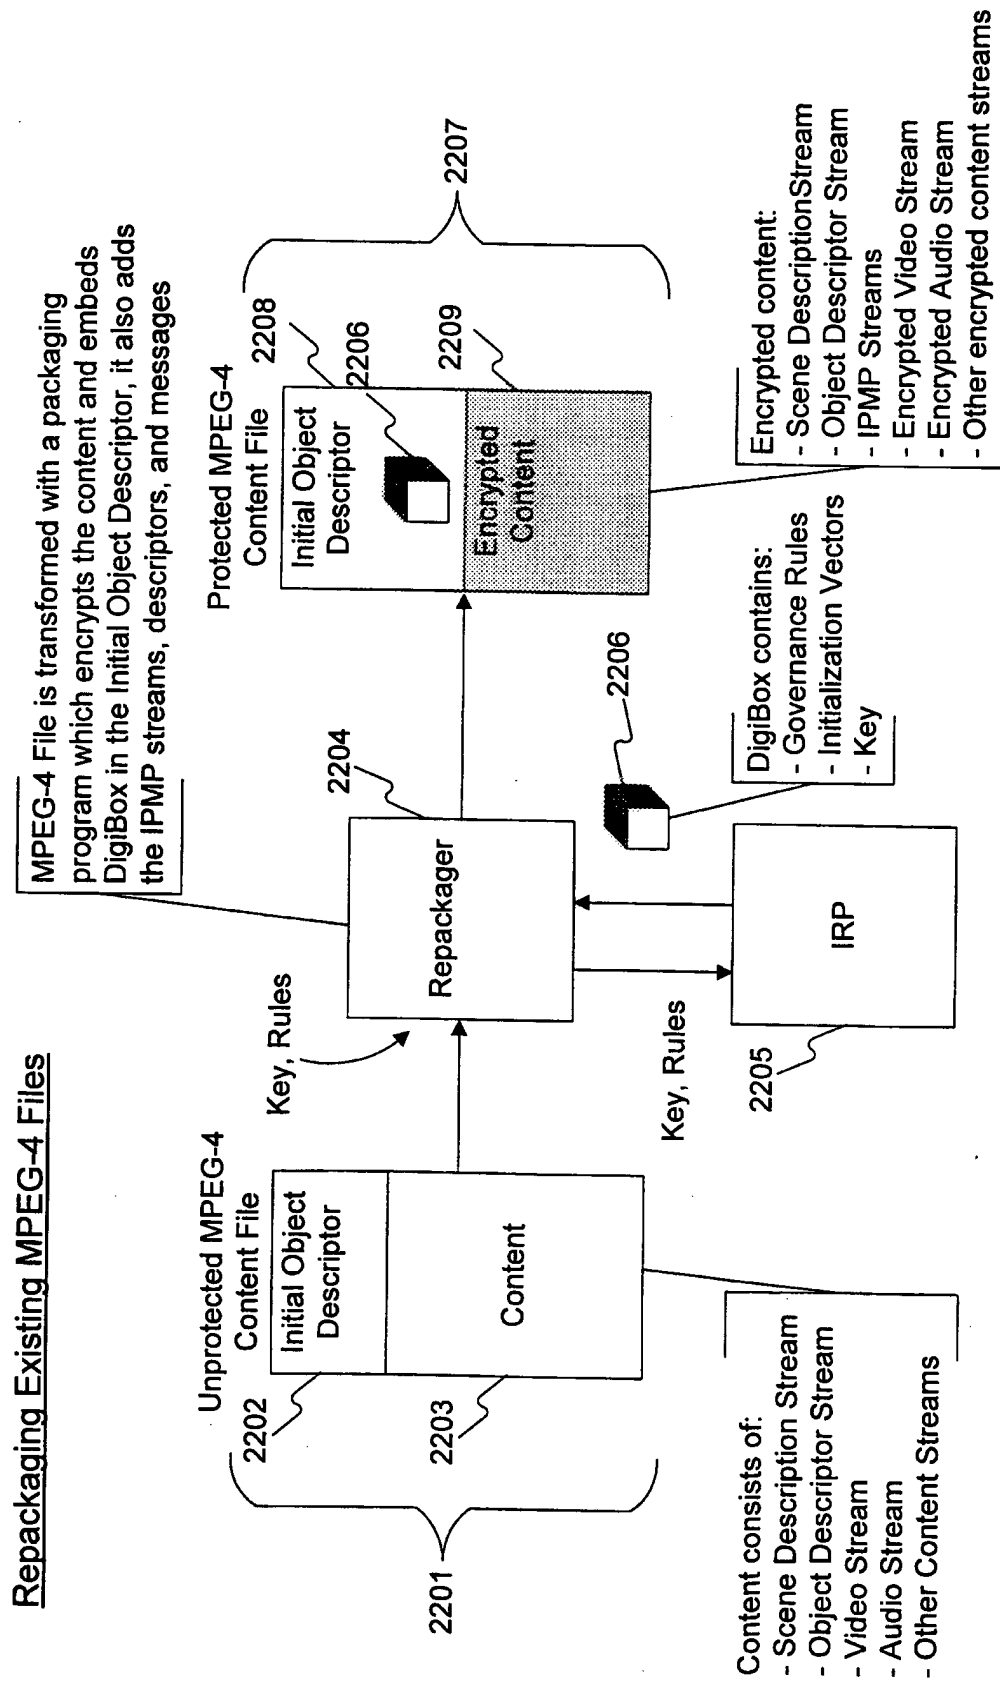 Repackaging Existing MPEG-4 Files
MPEG-4 File is transformed with a packaging
program which encrypts the content and embeds
DigiBox in the Initial Object Descriptor, it also adds
the IPMP streams, descriptors, and messages
Unprotected MPEG-4
Content File
Initial Object
Descriptor
Content
2201
2202
2203
Content consists of:
- Scene Description Stream
- Object Descriptor Stream
- Video Stream
- Audio Stream
- Other Content Streams
Key, Rules
Repackager
2204
Key, Rules
IRP
2205
2206
DigiBox contains:
- Governance Rules
- Initialization Vectors
- Key
Protected MPEG-4
Content File
Initial Object
Descriptor
Encrypted
Content
2208
2206
2209
2207
Encrypted content:
- Scene DescriptionStream
- Object Descriptor Stream
IPMP Streams
- Encrypted Video Stream
- Encrypted Audio Stream
- Other encrypted content streams